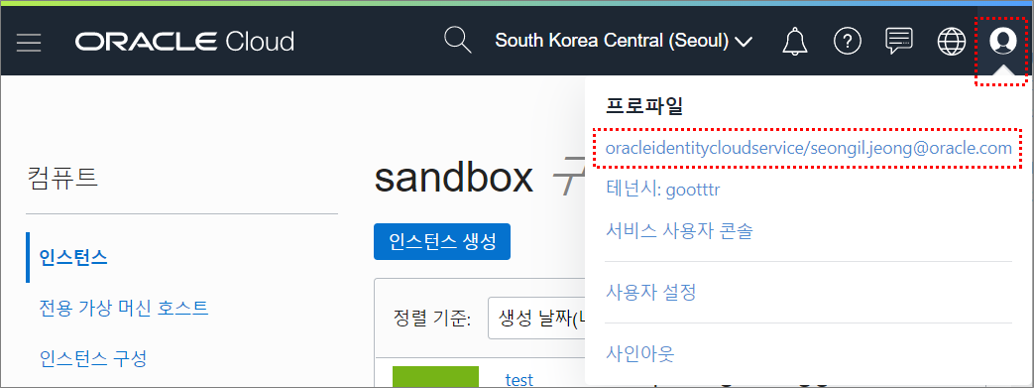 ORACLE Cloud
South Korea Central (Seoul)
프로파일
oracleidentitycloudservice/seongil.jeong@oracle.com
테넌시: gootttr
서비스 사용자 콘솔
사용자 설정
사인아웃
컴퓨트
인스턴스
전용 가상 머신 호스트
인스턴스 구성
sandbox 구
인스턴스 생성
정렬 기준: 생성 날짜(
test